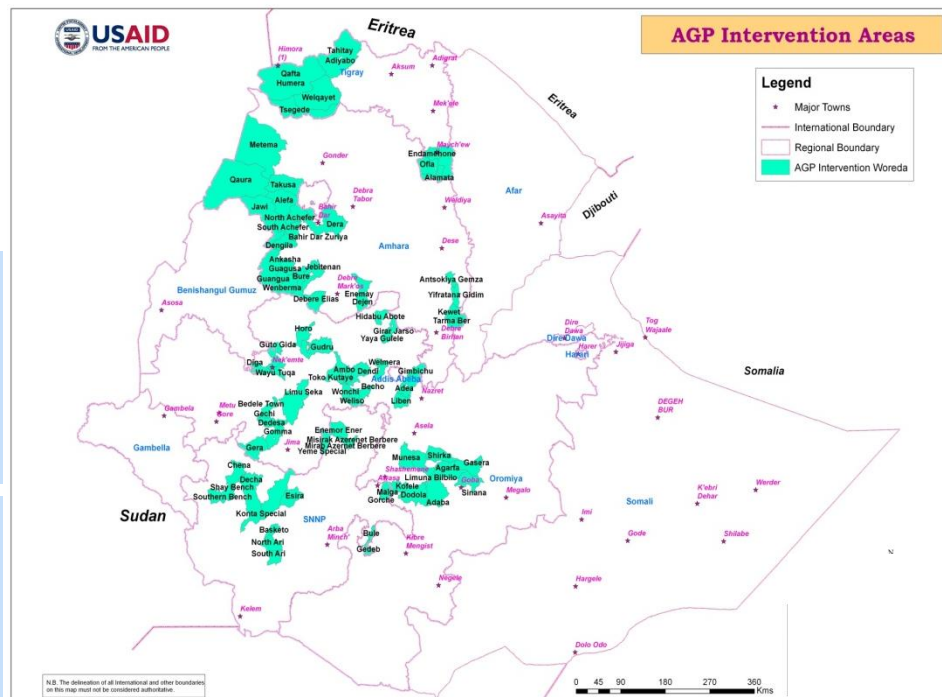 USAID
FROM THE AMERICAN PEOPLE
AGP Intervention Areas
Legend
Major Towns
International Boundary
Regional Boundary
AGP Intervention Woreda
Eritrea
Himora
(1)
Tahitay
Adiyabo
Tigray
Aksum
Adigrat
Qafta
Humera
Welqayet
Tsegede
Mek'ele
Eritrea
Metema
Gonder
Maych'ew
Endamehone
Ofla
Alamata
Qaura
Takusa
Alefa
Jawi
Debra
Tabor
Weldiya
Afar
Asayita
Djibouti
North Achefer
South Achefer
Bahir
Dar
Dera
Bahir Dar Zuriya
Dengila
Amhara
Dese
Ankasha
Guagusa
Jebitenan
Guangua
Bure
Wenberma
Debere Elias
Debre
Mark'os
Enemay
Dejen
Antsokiya Gemza
Yifratana Gidim
Kewet
Tarma Ber
Benishangul Gumuz
Asosa
Hidabu Abote
Girar Jarso
Yaya Gulele
Debre
Birhan
Horo
Guto Gida
Gudru
Diga
Nek'emte
Wayu Tuqa
Ambo
Dendi
Welmera
Toko Kutaye
Addis Ababa
Gimbichu
Wonchi
Becho
Weliso
Adea
Liben
Nazret
Dire
Dawa
Dire Dawa
Harer
Harari
Jijiga
Tog
Wajaale
Somalia
Limu Seka
Bedele Town
Gechi
Dedesa
Gomma
Gera
Jima
Gambela
Metu
Gore
Gambella
DEGEH
BUR
Enemor Ener
Misirak Azerenet Berbere
Mirab Azernet Berbere
Yeme Special
Asela
Munesa
Shirka
Gasera
Agarfa
Shashemene
Limuna Bilbilo
Goba
Oromiya
Awasa
Kofele
Malga
Dodola
Sinana
Gorche
Adaba
Megalo
Chena
Decha
Shay Bench
Southern Bench
Esira
Konta Special
Sudan
SNNP
Basketo
North Ari
South Ari
Arba
Minch'
Bule
Gedeb
Kibre
Mengist
Somali
K'ebri
Dehar
Werder
Imi
Gode
Shilabe
Negele
Hargele
Kelem
Dolo Odo
N
N.B. The delineation of all International and other boundaries
on this map must not be considered authoritative.
0 45 90 180 270 360
Kms